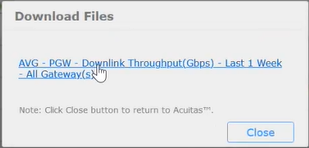 Download Files
AVG - PGW - Downlink Throughput(Gbps) - Last 1 Week
- All Gateway(s)
Note: Click Close button to return to Acuitas™.
Close